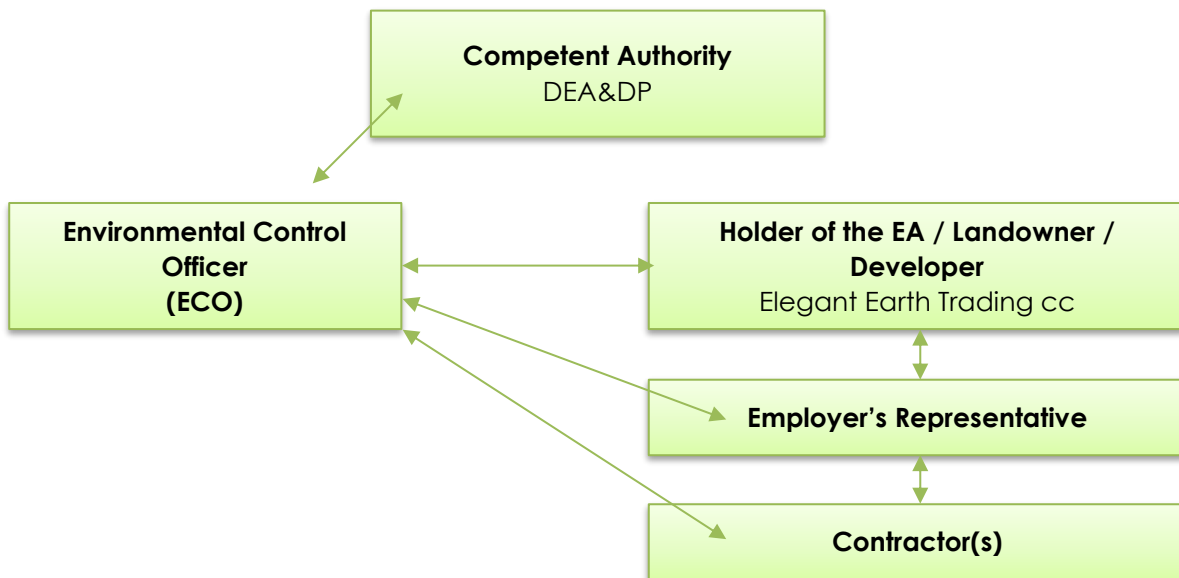 Competent Authority
DEA&DP
Environmental Control
Officer
(ECO)
Holder of the EA / Landowner /
Developer
Elegant Earth Trading cc
Employer’s Representative
Contractor(s)